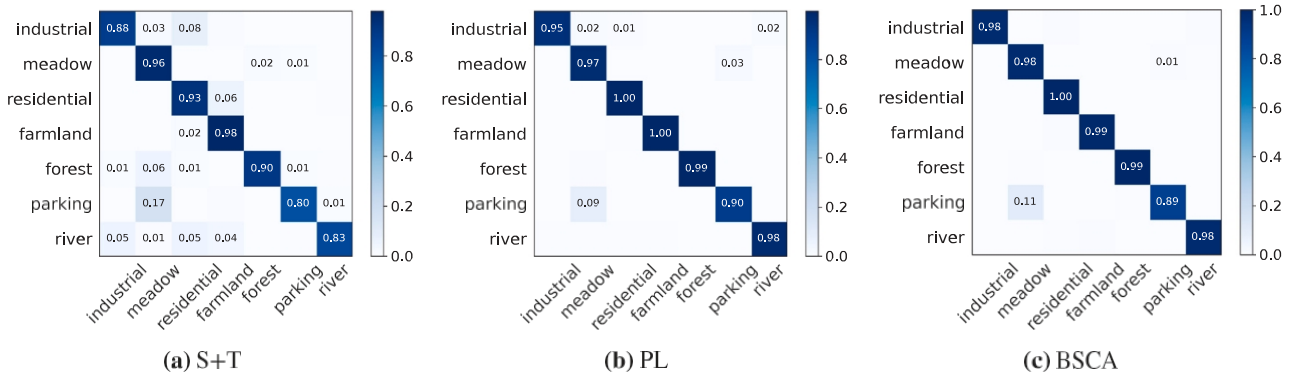 industrial 0.88 0.03 0.08
meadow 0.96 0.02 0.01
residential 0.93 0.06
farmland 0.02 0.98
forest 0.01 0.06 0.01 0.90 0.01
parking 0.17 0.80 0.01
river 0.05 0.01 0.05 0.04 0.83
0.8
0.6
0.4
0.2
0.0
industrial meadow residential farmland forest parking river
(a) S+T
industrial 0.95 0.02 0.01 0.02
meadow 0.97 0.03
residential 1.00
farmland 1.00
forest 0.99
parking 0.09 0.90
river 0.98
0.8
0.6
0.4
0.2
0.0
industrial meadow residential farmland forest parking river
(b) PL
industrial 0.98
meadow 0.98 0.01
residential 1.00
farmland 0.99
forest 0.99
parking 0.11 0.89
river 0.98
1.0
0.8
0.6
0.4
0.2
0.0
industrial meadow residential farmland forest parking river
(c) BSCA